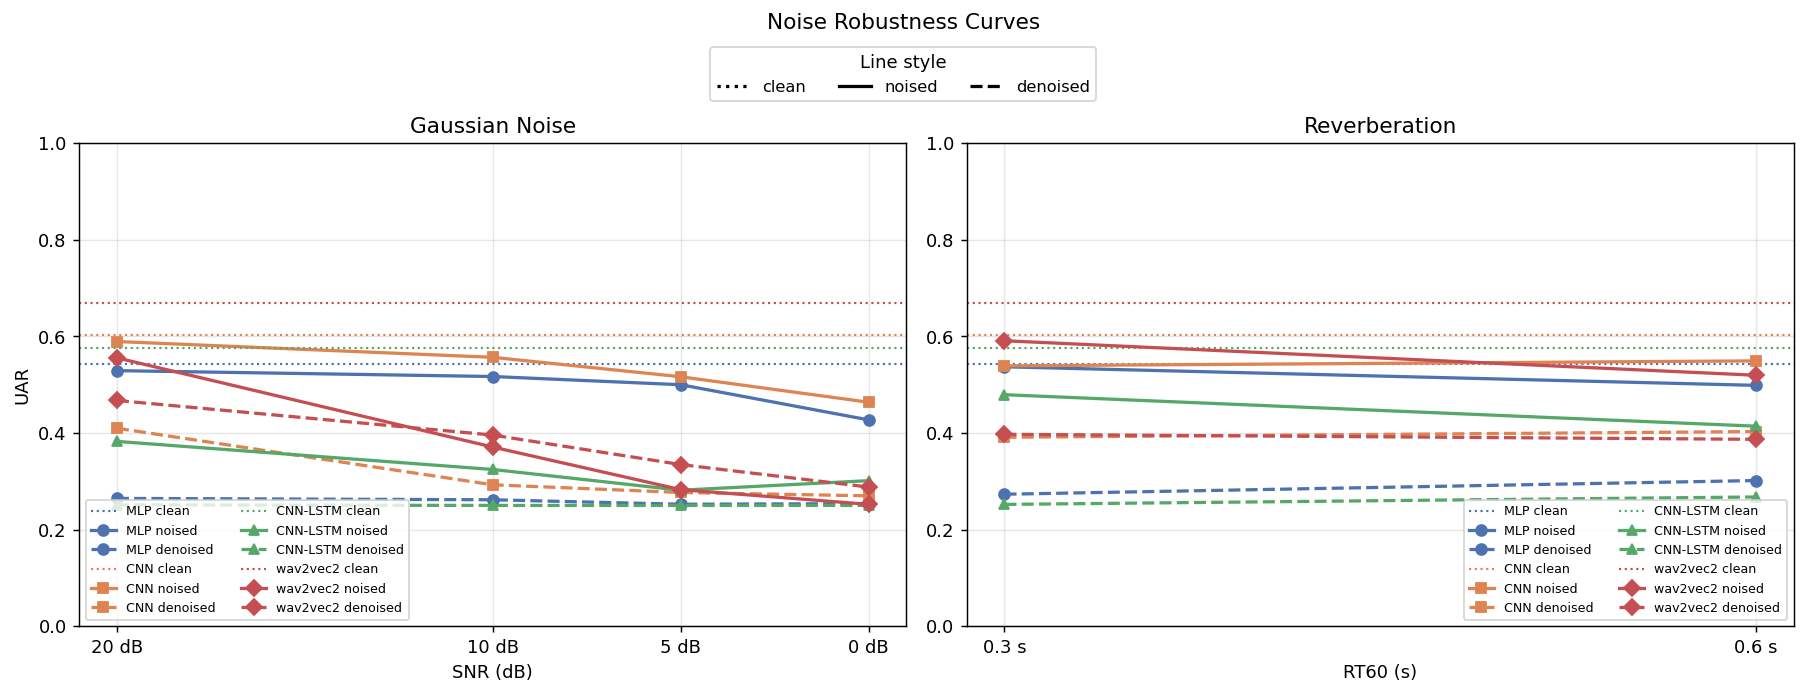 Noise Robustness Curves
Line style
clean noised denoised
Gaussian Noise
1.0
0.8
0.6
0.4
0.2
0.0
UAR
MLP clean CNN-LSTM clean
MLP noised CNN-LSTM noised
MLP denoised CNN-LSTM denoised
CNN clean wav2vec2 clean
CNN noised wav2vec2 noised
CNN denoised wav2vec2 denoised
20 dB 10 dB 5 dB 0 dB
SNR (dB)
Reverberation
1.0
0.8
0.6
0.4
0.2
0.0
MLP clean CNN-LSTM clean
MLP noised CNN-LSTM noised
MLP denoised CNN-LSTM denoised
CNN clean wav2vec2 clean
CNN noised wav2vec2 noised
CNN denoised wav2vec2 denoised
0.3 s 0.6 s
RT60 (s)